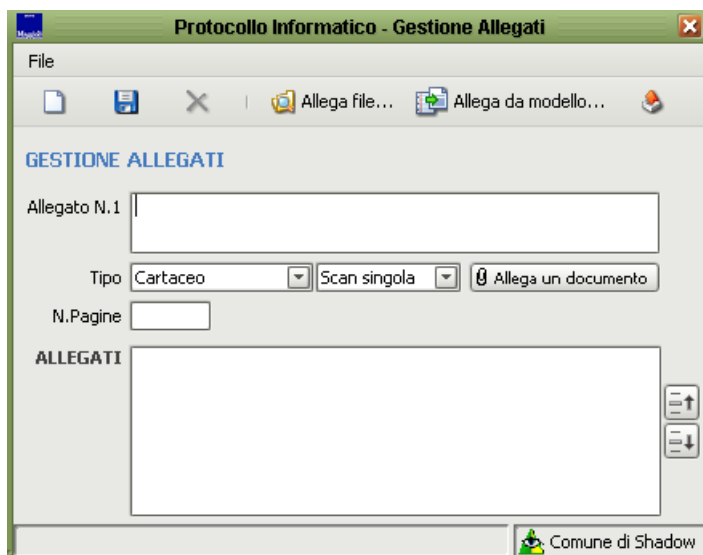 Protocollo Informatico - Gestione Allegati
File
Allega file... Allega da modello...
GESTIONE ALLEGATI
Allegato N.1
Tipo Cartaceo Scan singola Allega un documento
N.Pagine
ALLEGATI
Comune di Shadow